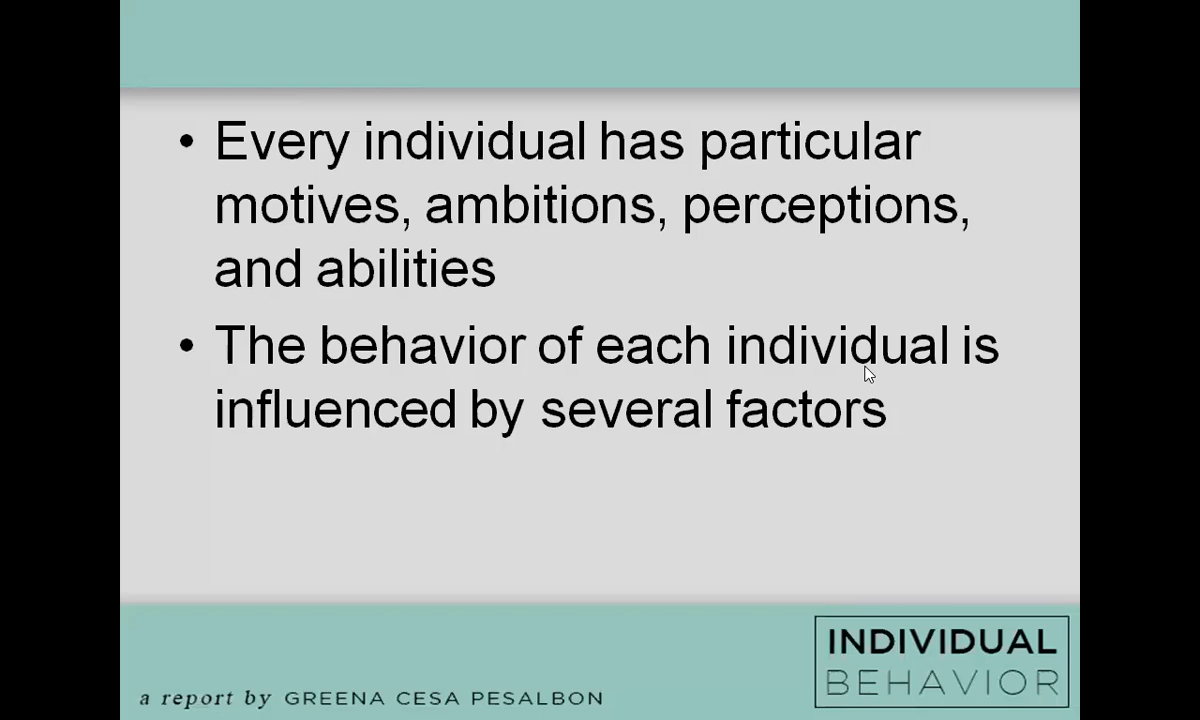 • Every individual has particular
motives, ambitions, perceptions,
and abilities
• The behavior of each individual is
influenced by several factors
INDIVIDUAL
BEHAVIOR
a report by GREENA CESA PESALBON